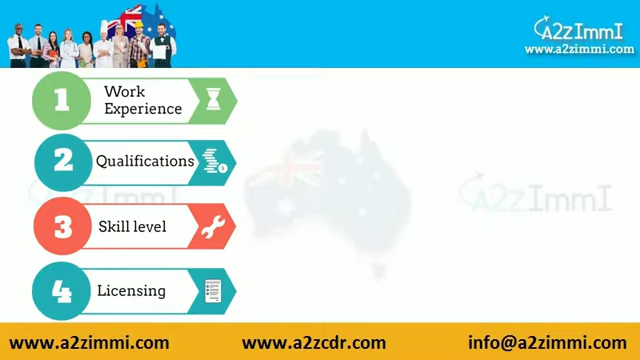 A2zImmI
www.a2zimmi.com
1
Work
Experience
2
Qualifications
A2zImmI
A2zImmI
3
Skill level
4
Licensing
www.a2zimmi.com
www.a2zcdr.com
info@a2zimmi.com